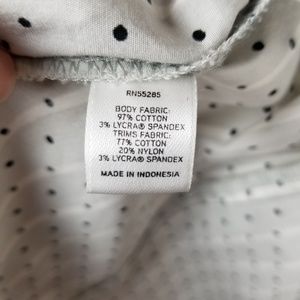 RN55285
BODY FABRIC:
97% COTTON
3% LYCRA® SPANDEX
TRIMS FABRIC:
77% COTTON
20% NYLON
3% LYCRA® SPANDEX
MADE IN INDONESIA